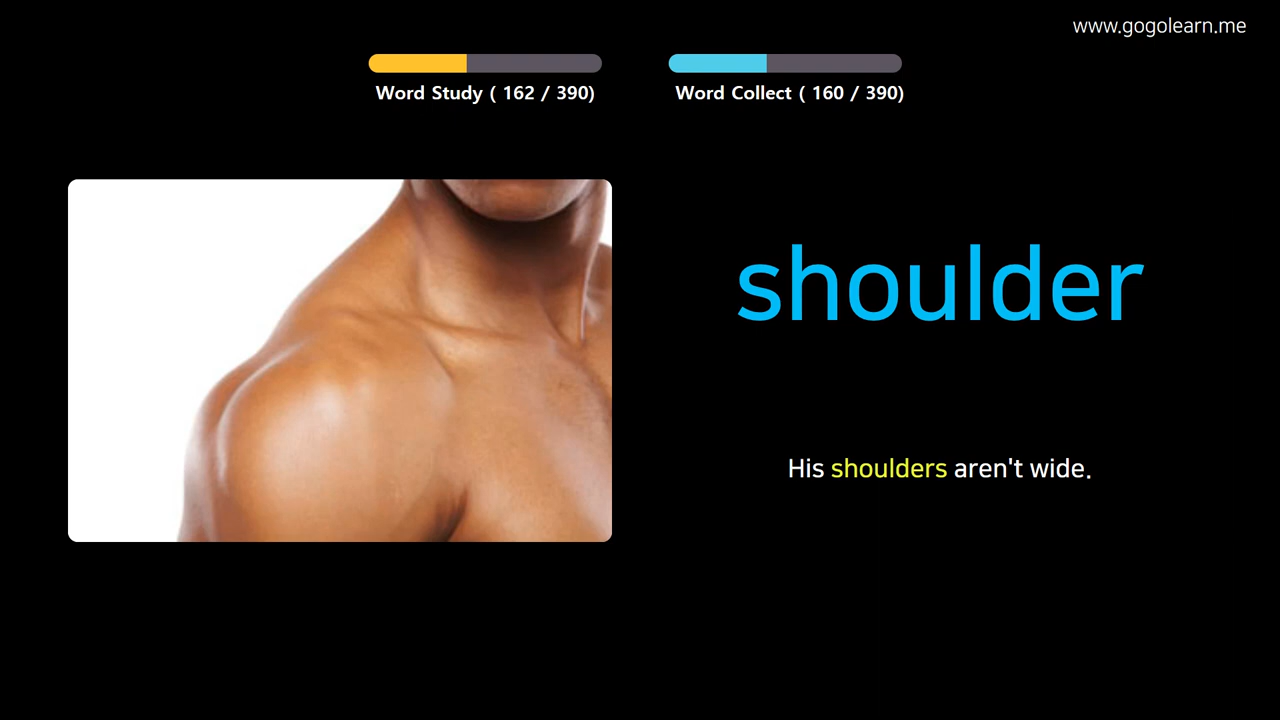 www.gogolearn.me
Word Study ( 162 / 390)
Word Collect ( 160 / 390)
shoulder
His shoulders aren't wide.